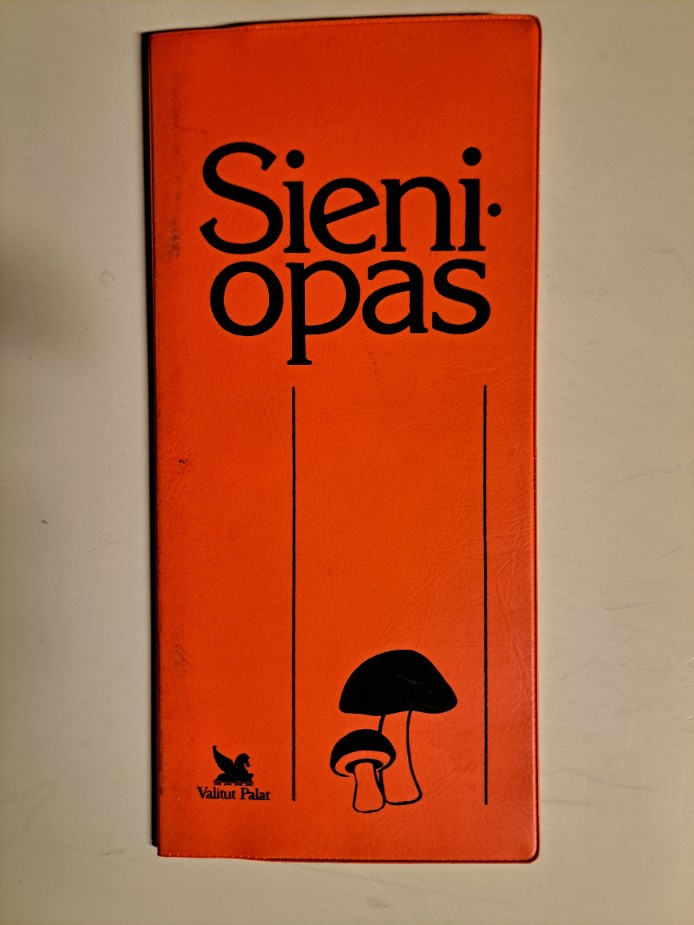 Sieni-
opas
Valitut Palat